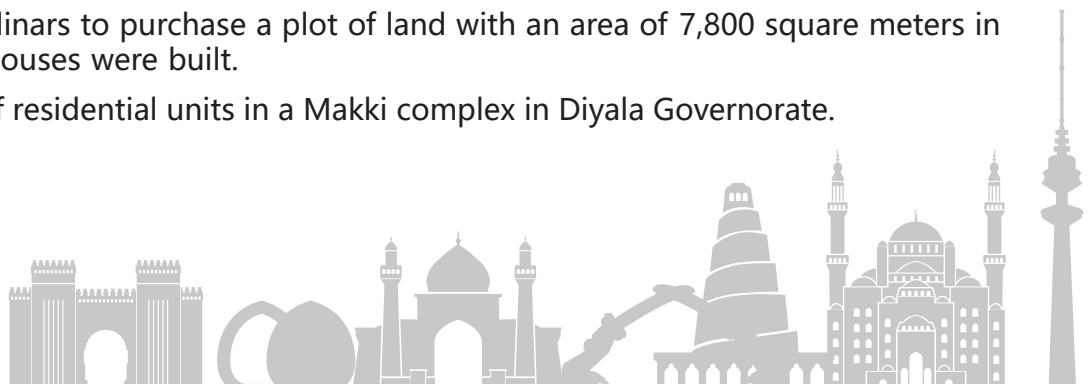 linars to purchase a plot of land with an area of 7,800 square meters in
ouses were built.
f residential units in a Makki complex in Diyala Governorate.